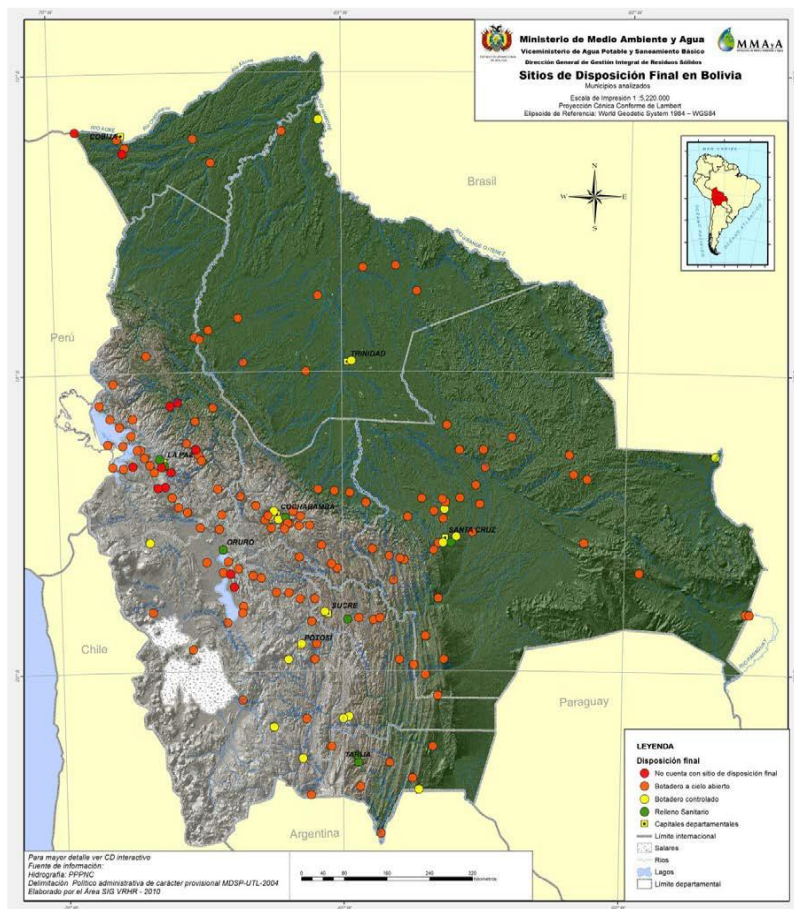 Ministerio de Medio Ambiente y Agua
Viceministerio de Agua Potable y Saneamiento Básico
Dirección General de Gestión Integral de Residuos Sólidos
Sitios de Disposición Final en Bolivia
Municipios analizados
Escala de Impresión 1 :5,220.000
Proyección Cónica Conforme de Lambert
Elipsoide de Referencia: World Geodetic System 1984 – WGS84
MMAyA
RIO ACRE
COBIJA
Brasil
N
W
E
S
Perú
TRINIDAD
LA PAZ
COCHABAMBA
SANTA CRUZ
ORURO
SUCRE
POTOSÍ
Chile
RIO PARAGUAY
Paraguay
TARIJA
Argentina
LEYENDA
Disposición final
No cuenta con sitio de disposición final
Botadero a cielo abierto
Botadero controlado
Relleno Sanitario
Capitales departamentales
Límite internacional
Salares
Ríos
Lagos
Límite departamental
Para mayor detalle ver CD interactivo
Fuente de información:
Hidrografía: PPPNC
Delimitación Político administrativa de carácter provisional MDSP-UTL-2004
Elaborado por el Área SIG VRHR - 2010